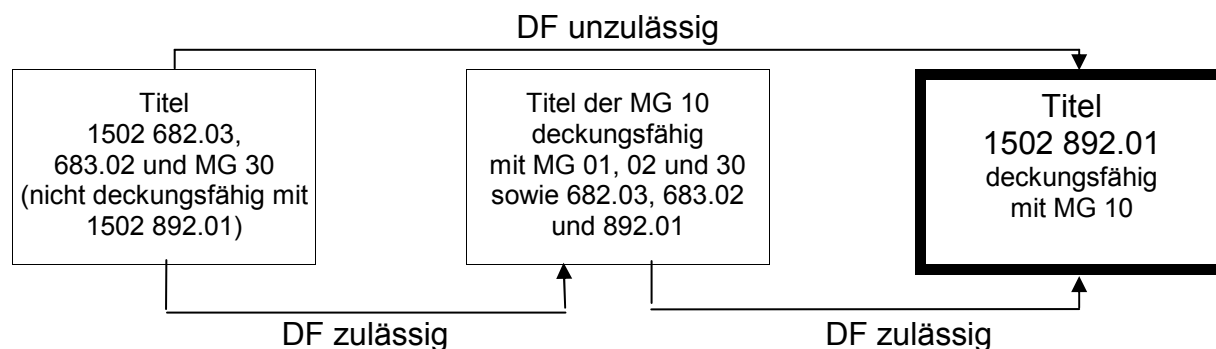 DF unzulässig
Titel
1502 682.03,
683.02 und MG 30
(nicht deckungsfähig mit
1502 892.01)
Titel der MG 10
deckungsfähig
mit MG 01, 02 und 30
sowie 682.03, 683.02
und 892.01
Titel
1502 892.01
deckungsfähig
mit MG 10
DF zulässig
DF zulässig